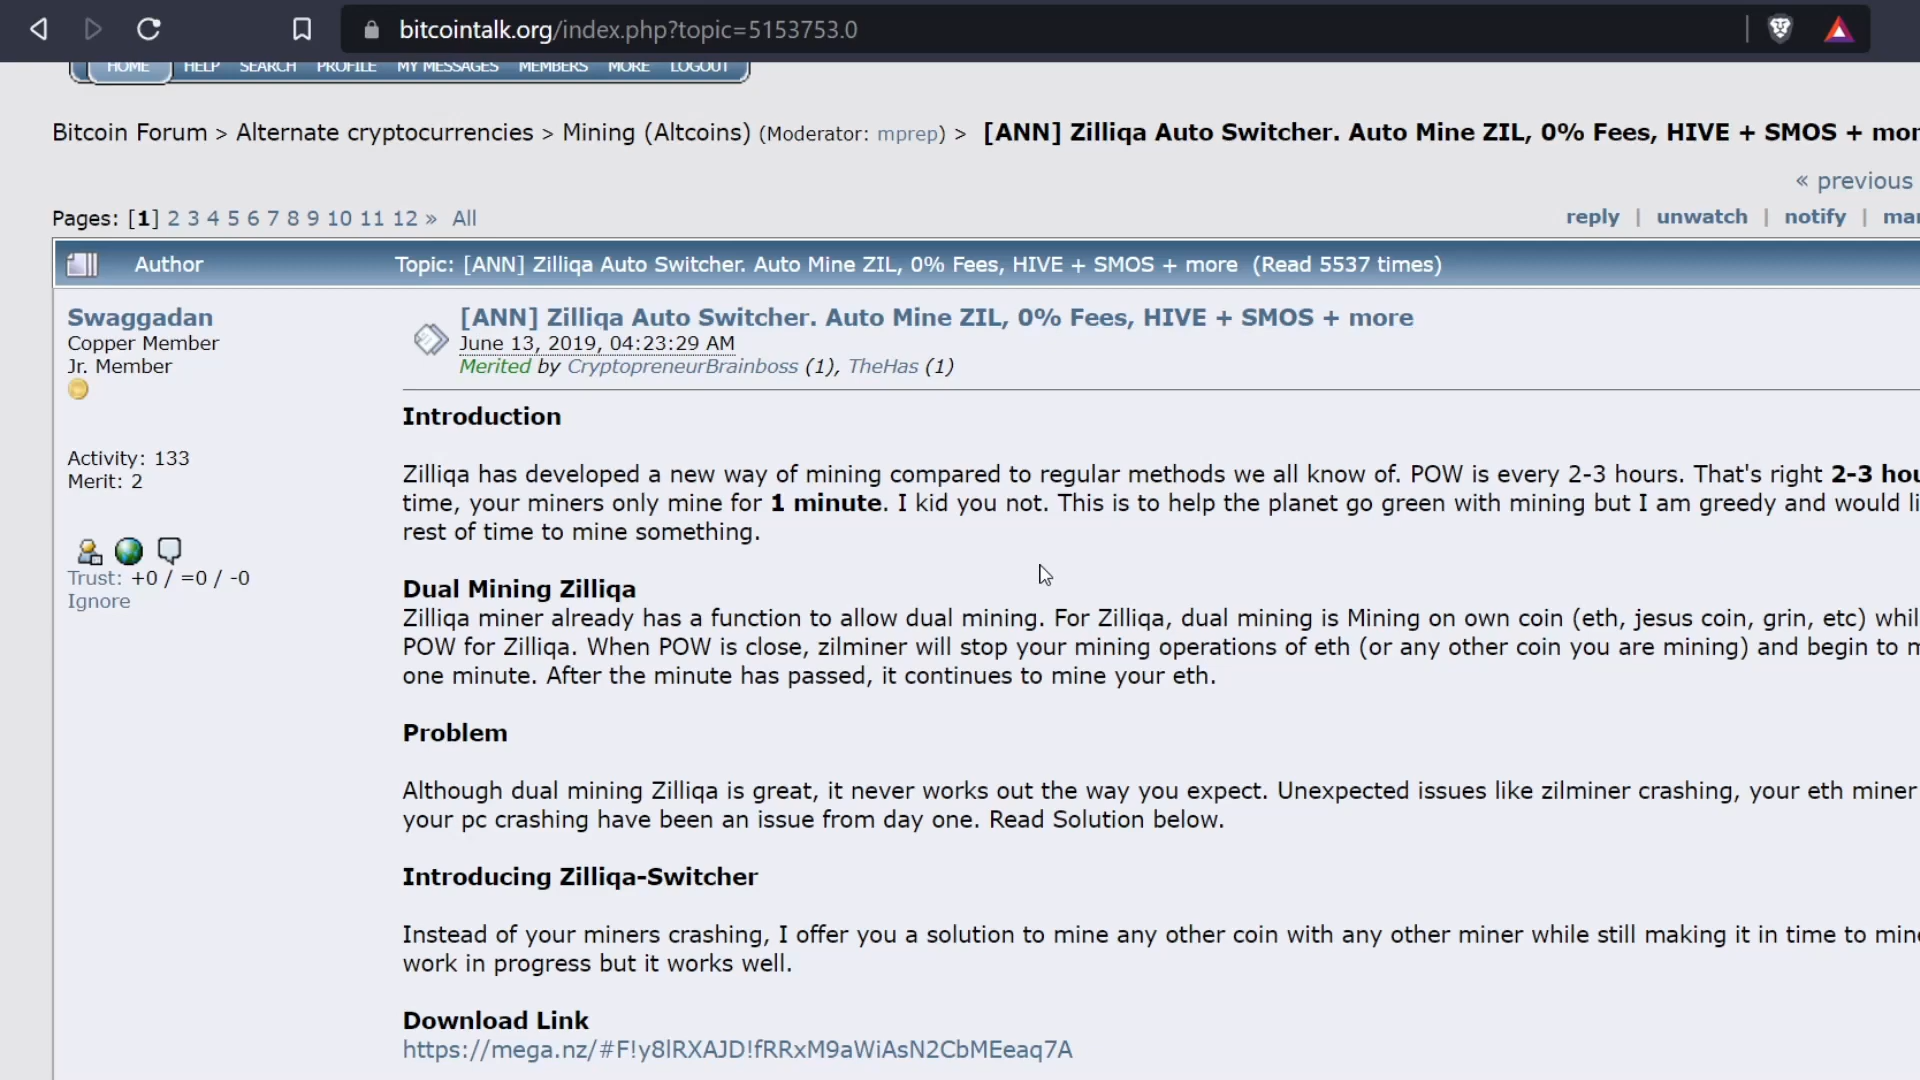 bitcointalk.org/index.php?topic=5153753.0
HOME HELP SEARCH PROFILE MY MESSAGES MEMBERS MORE LOGOUT
Bitcoin Forum > Alternate cryptocurrencies > Mining (Altcoins) (Moderator: mprep) > [ANN] Zilliqa Auto Switcher. Auto Mine ZIL, 0% Fees, HIVE + SMOS + mor
« previous
Pages: [1] 2 3 4 5 6 7 8 9 10 11 12 » All
reply | unwatch | notify | mar
Author Topic: [ANN] Zilliqa Auto Switcher. Auto Mine ZIL, 0% Fees, HIVE + SMOS + more (Read 5537 times)
Swaggadan
Copper Member
Jr. Member
Activity: 133
Merit: 2
Trust: +0 / =0 / -0
Ignore
[ANN] Zilliqa Auto Switcher. Auto Mine ZIL, 0% Fees, HIVE + SMOS + more
June 13, 2019, 04:23:29 AM
Merited by CryptopreneurBrainboss (1), TheHas (1)
Introduction
Zilliqa has developed a new way of mining compared to regular methods we all know of. POW is every 2-3 hours. That's right 2-3 hou
time, your miners only mine for 1 minute. I kid you not. This is to help the planet go green with mining but I am greedy and would li
rest of time to mine something.
Dual Mining Zilliqa
Zilliqa miner already has a function to allow dual mining. For Zilliqa, dual mining is Mining on own coin (eth, jesus coin, grin, etc) whil
POW for Zilliqa. When POW is close, zilminer will stop your mining operations of eth (or any other coin you are mining) and begin to m
one minute. After the minute has passed, it continues to mine your eth.
Problem
Although dual mining Zilliqa is great, it never works out the way you expect. Unexpected issues like zilminer crashing, your eth miner
your pc crashing have been an issue from day one. Read Solution below.
Introducing Zilliqa-Switcher
Instead of your miners crashing, I offer you a solution to mine any other coin with any other miner while still making it in time to mine
work in progress but it works well.
Download Link
https://mega.nz/#F!y8lRXAJD!fRRxM9aWiAsN2CbMEeaq7A